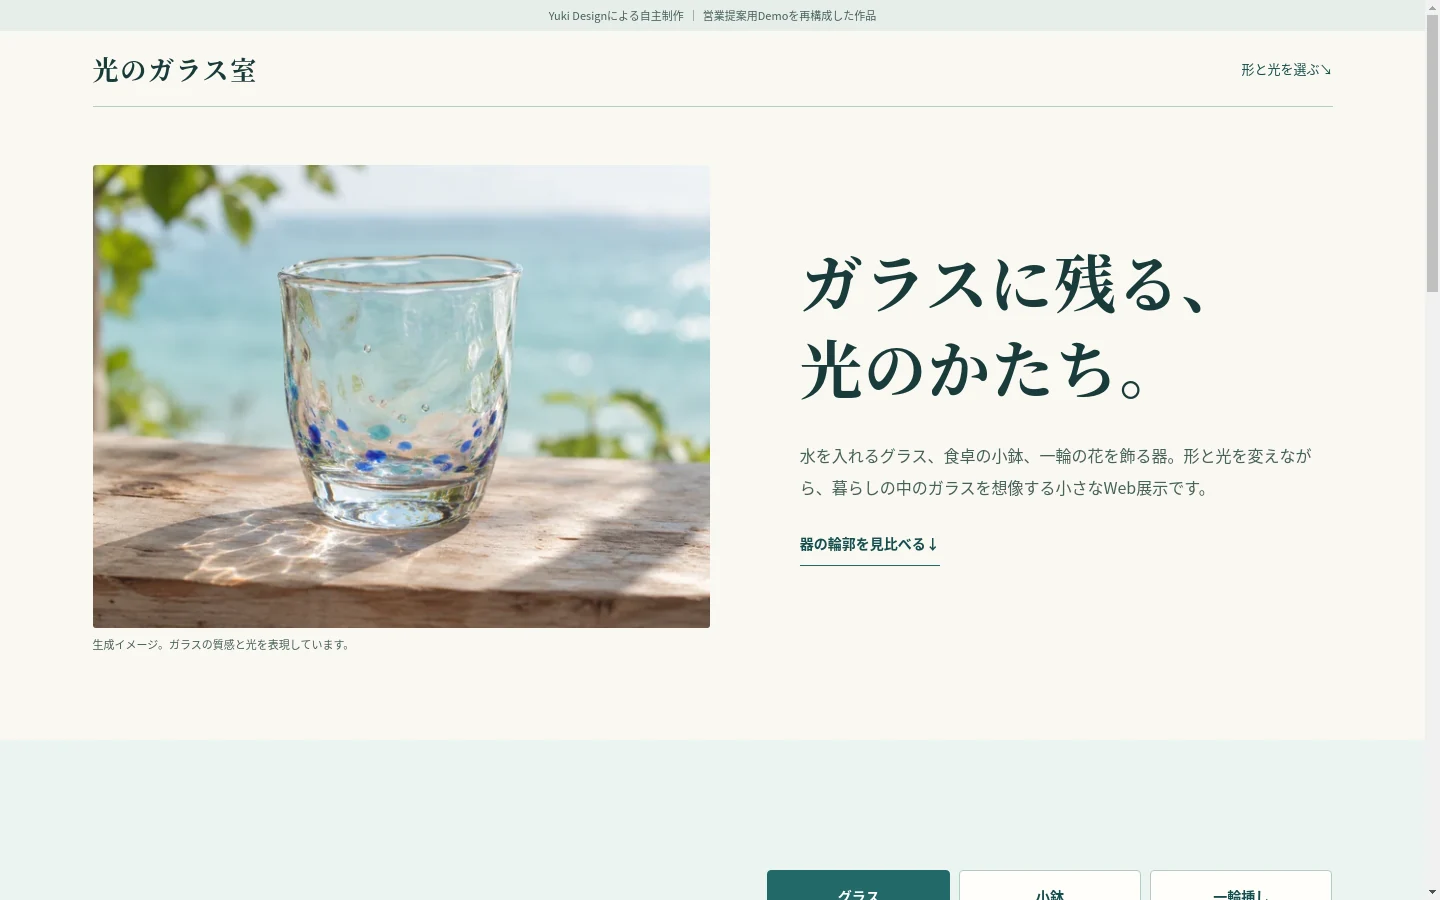 Yuki Designによる自主制作 ｜ 営業提案用Demoを再構成した作品
光のガラス室
形と光を選ぶ↘
ガラスに残る、
光のかたち。
水を入れるグラス、食卓の小鉢、一輪の花を飾る器。形と光を変えなが
ら、暮らしの中のガラスを想像する小さなWeb展示です。
器の輪郭を見比べる↓
生成イメージ。ガラスの質感と光を表現しています。
グラス
小鉢
一輪挿し